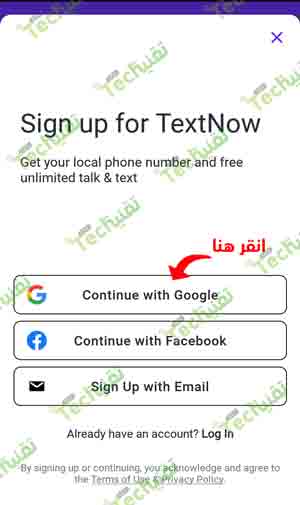 Sign up for TextNow
Get your local phone number and free
unlimited talk & text
انقر هنا
Continue with Google
Continue with Facebook
Sign Up with Email
Already have an account? Log In
By signing up or continuing, you acknowledge and agree to
the Terms of Use & Privacy Policy.
تقنيTech